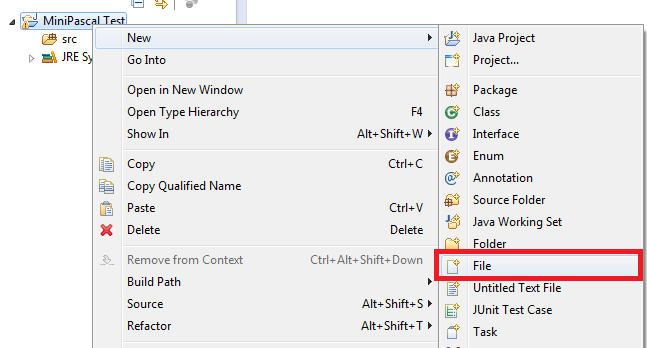 MiniPascal Test
src
JRE Sy
New
Go Into
Open in New Window
Open Type Hierarchy F4
Show In Alt+Shift+W
Copy Ctrl+C
Copy Qualified Name
Paste Ctrl+V
Delete Delete
Remove from Context Ctrl+Alt+Shift+Down
Build Path
Source Alt+Shift+S
Refactor Alt+Shift+T
Java Project
Project...
Package
Class
Interface
Enum
Annotation
Source Folder
Java Working Set
Folder
File
Untitled Text File
JUnit Test Case
Task